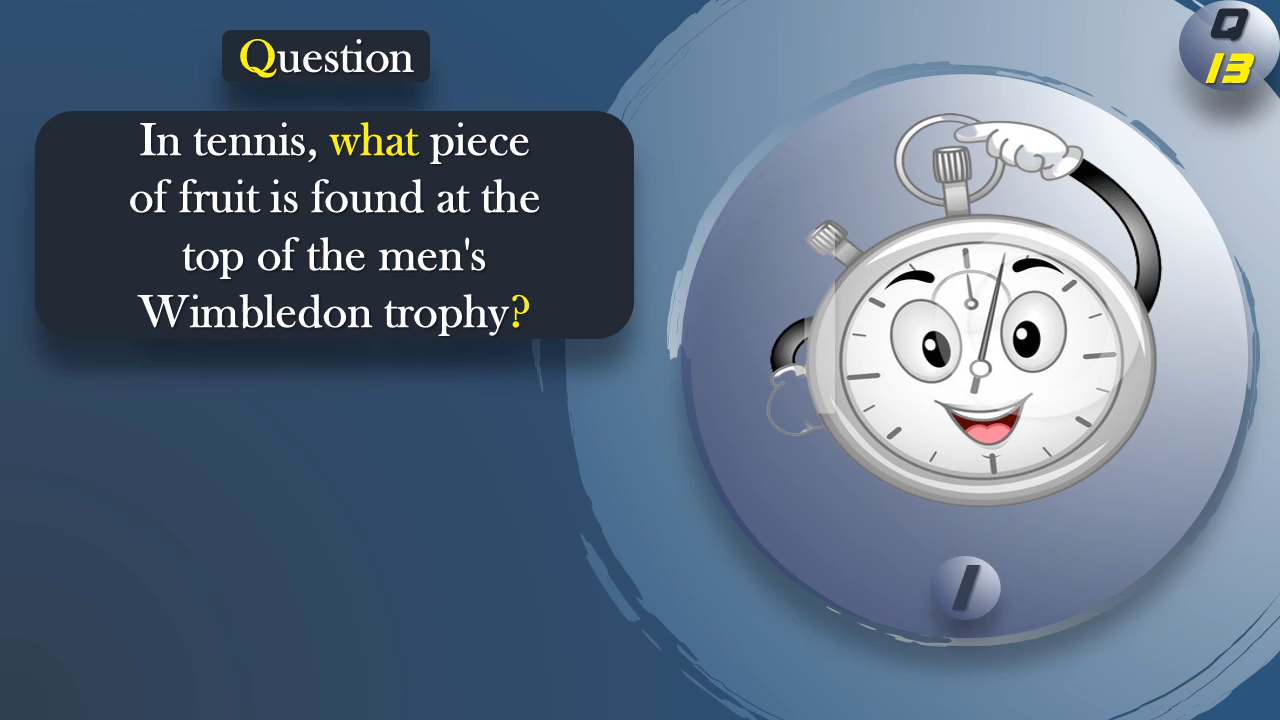 Question
Q
13
In tennis, what piece
of fruit is found at the
top of the men's
Wimbledon trophy?
1